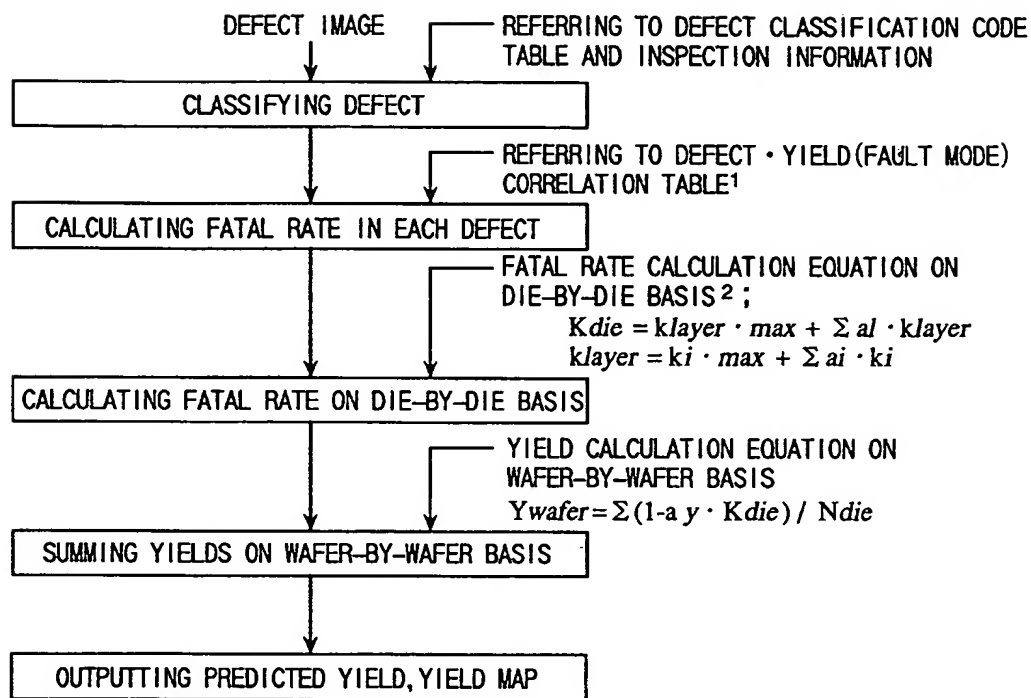 DEFECT IMAGE
REFERRING TO DEFECT CLASSIFICATION CODE
TABLE AND INSPECTION INFORMATION
CLASSIFYING DEFECT
REFERRING TO DEFECT・YIELD(FAULT MODE)
CORRELATION TABLE¹
CALCULATING FATAL RATE IN EACH DEFECT
FATAL RATE CALCULATION EQUATION ON
DIE-BY-DIE BASIS²;
Kdie = klayer・max + Σ al・klayer
klayer = ki・max + Σ ai・ki
CALCULATING FATAL RATE ON DIE-BY-DIE BASIS
YIELD CALCULATION EQUATION ON
WAFER-BY-WAFER BASIS
Ywafer=Σ(1-a y・Kdie)/ Ndie
SUMMING YIELDS ON WAFER-BY-WAFER BASIS
OUTPUTTING PREDICTED YIELD, YIELD MAP